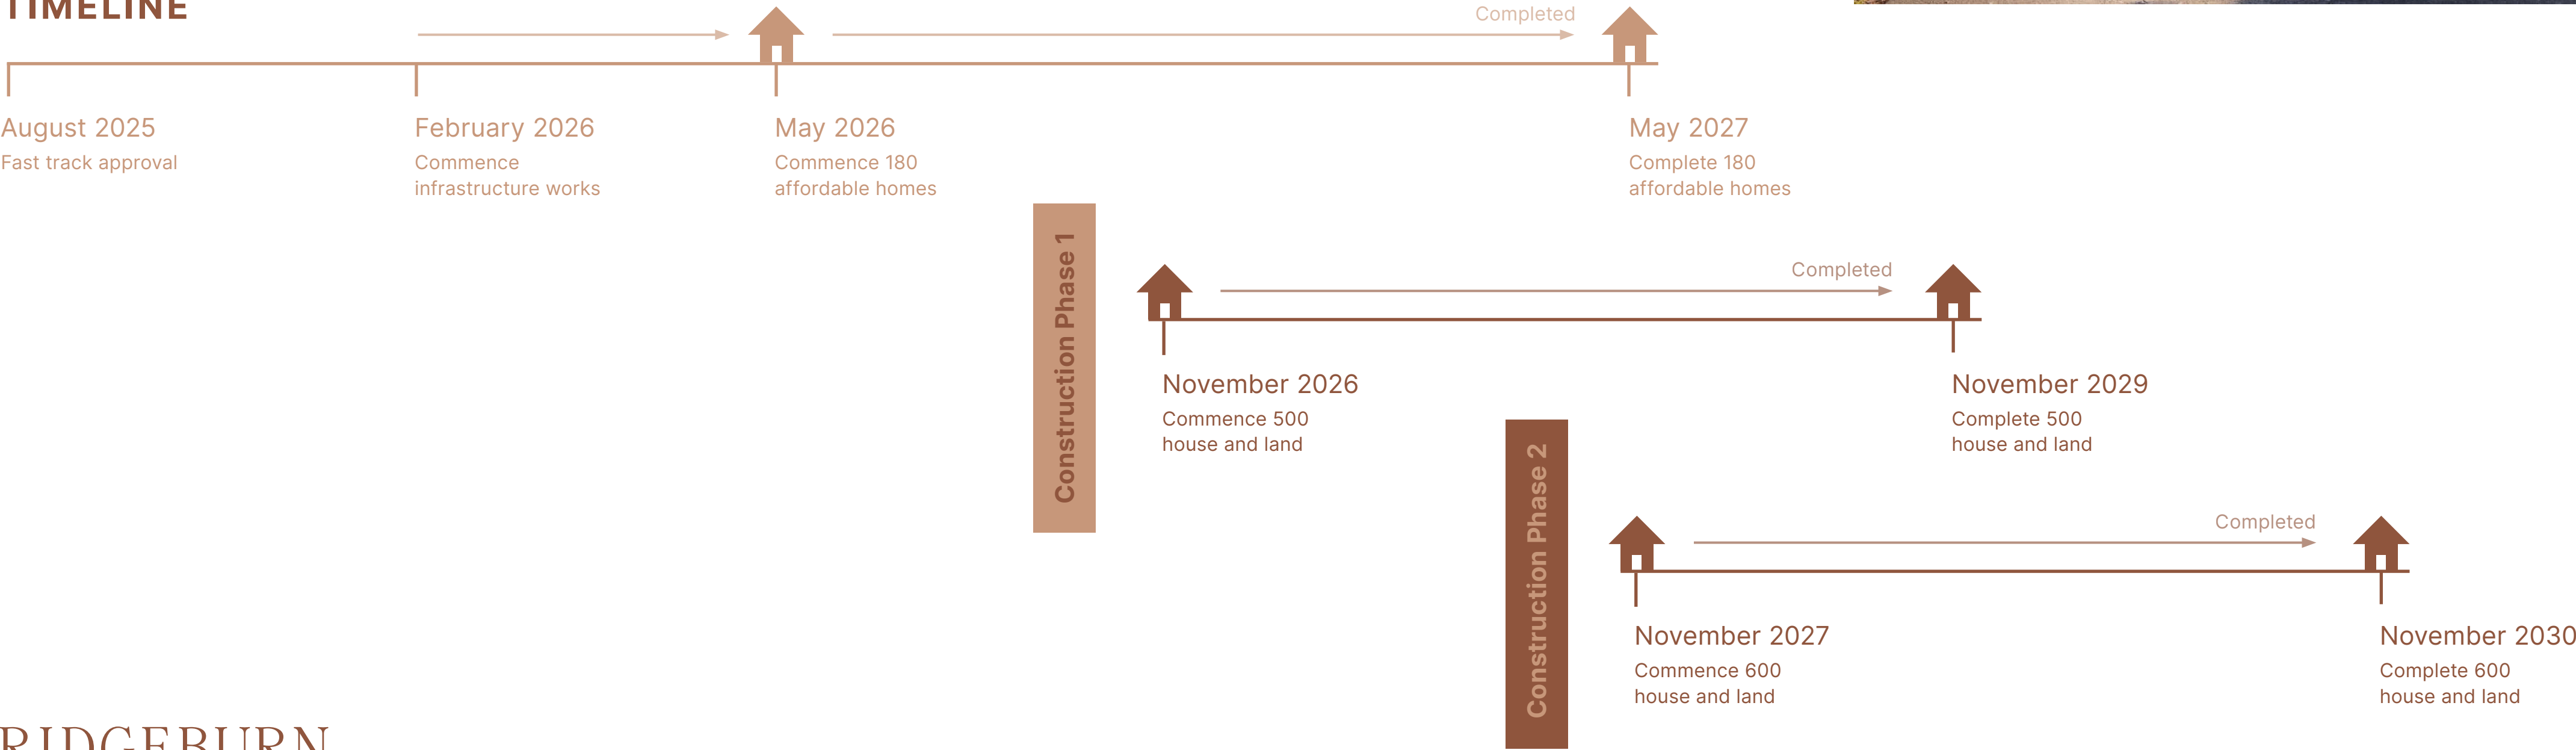 TIMELINE
Completed
August 2025
Fast track approval
February 2026
Commence
infrastructure works
May 2026
Commence 180
affordable homes
May 2027
Complete 180
affordable homes
Construction Phase 1
Completed
November 2026
Commence 500
house and land
November 2029
Complete 500
house and land
Construction Phase 2
Completed
November 2027
Commence 600
house and land
November 2030
Complete 600
house and land
RIDGEBURN